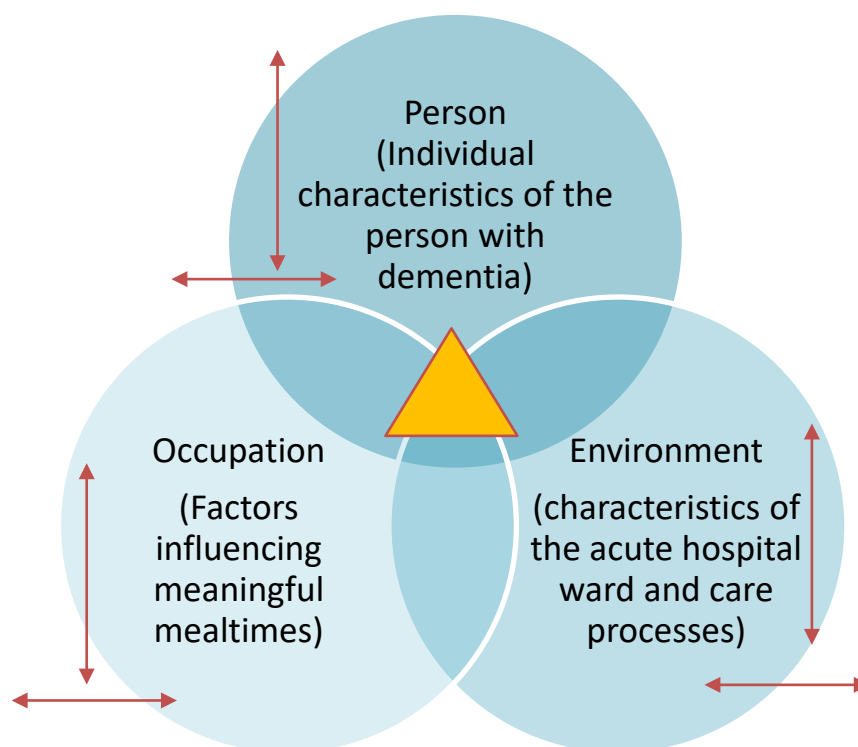 Person
(Individual
characteristics of the
person with
dementia)
Occupation
(Factors
influencing
meaningful
mealtimes)
Environment
(characteristics of
the acute hospital
ward and care
processes)